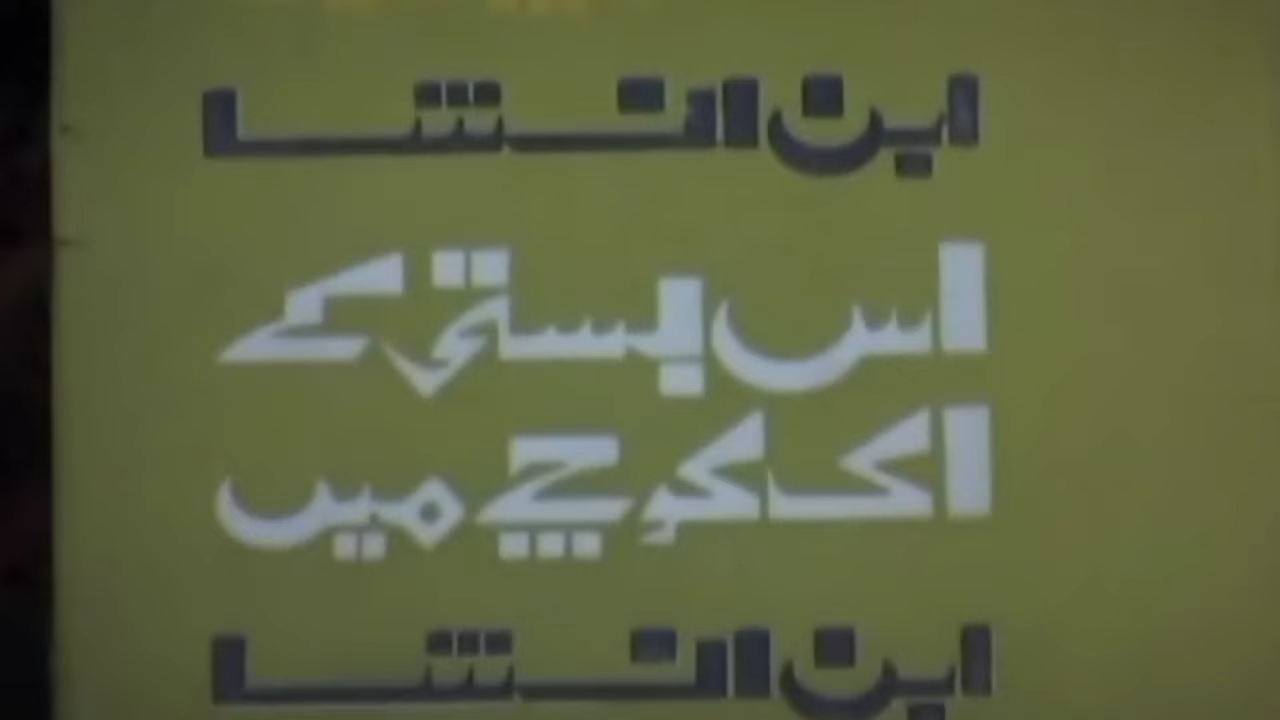 ابن انشا
اس بستی کے
اک کوچے میں
ابن انشا